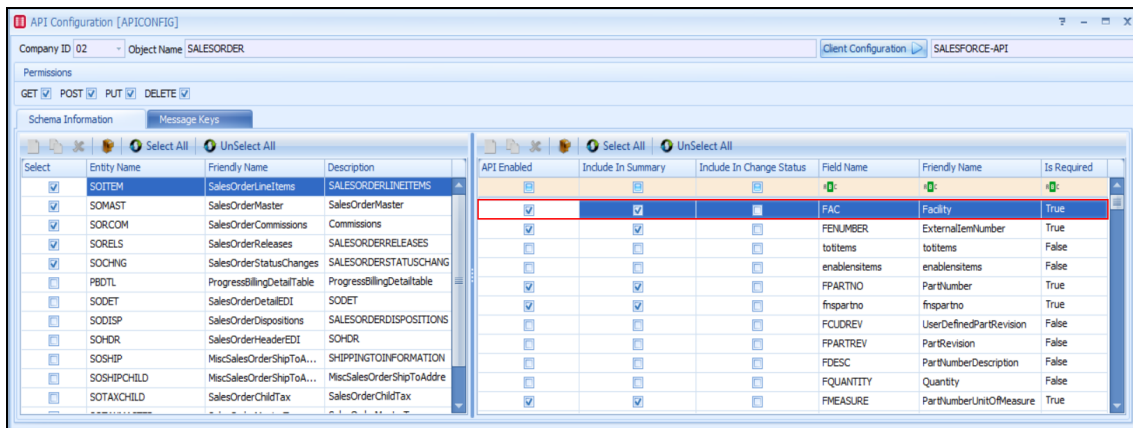 API Configuration [APICONFIG]
Company ID 02 Object Name SALESORDER Client Configuration SALESFORCE-API
Permissions
GET POST PUT DELETE
Schema Information Message Keys
Select All UnSelect All Select All UnSelect All
Select Entity Name Friendly Name Description API Enabled Include In Summary Include In Change Status Field Name Friendly Name Is Required
SOITEM SalesOrderLineItems SALESORDERLINEITEMS
SOMAST SalesOrderMaster SalesOrderMaster FAC Facility True
SORCOM SalesOrderCommissions Commissions FENUMBER ExternalIemNumber True
SORELS SalesOrderReleases SALESORDERRELEASES totitems totitems False
SOCHNG SalesOrderStatusChanges SALESORDERSTATUSCHANG enablensitems enablensitems False
PBDTL ProgressBillingDetailTable ProgressBillingDetailtable FPARTNO PartNumber True
SODET SalesOrderDetailEDI SODET fnspartno fnspartno True
SODISP SalesOrderDispositions SALESORDERDISPOSITIONS FCUDREV UserDefinedPartRevision False
SOHDR SalesOrderHeaderEDI SOHDR FPARTREV PartRevision False
SOSHIP MiscSalesOrderShipToA... SHIPPINGTOINFORMATION FDESC PartNumberDescription False
SOSHIPCHILD MiscSalesOrderShipToA... MiscSalesOrderShipToAddre FQUANTITY Quantity False
SOTAXCHILD SalesOrderChildTax SalesOrderChildTax FMEASURE PartNumberUnitOfMeasure True